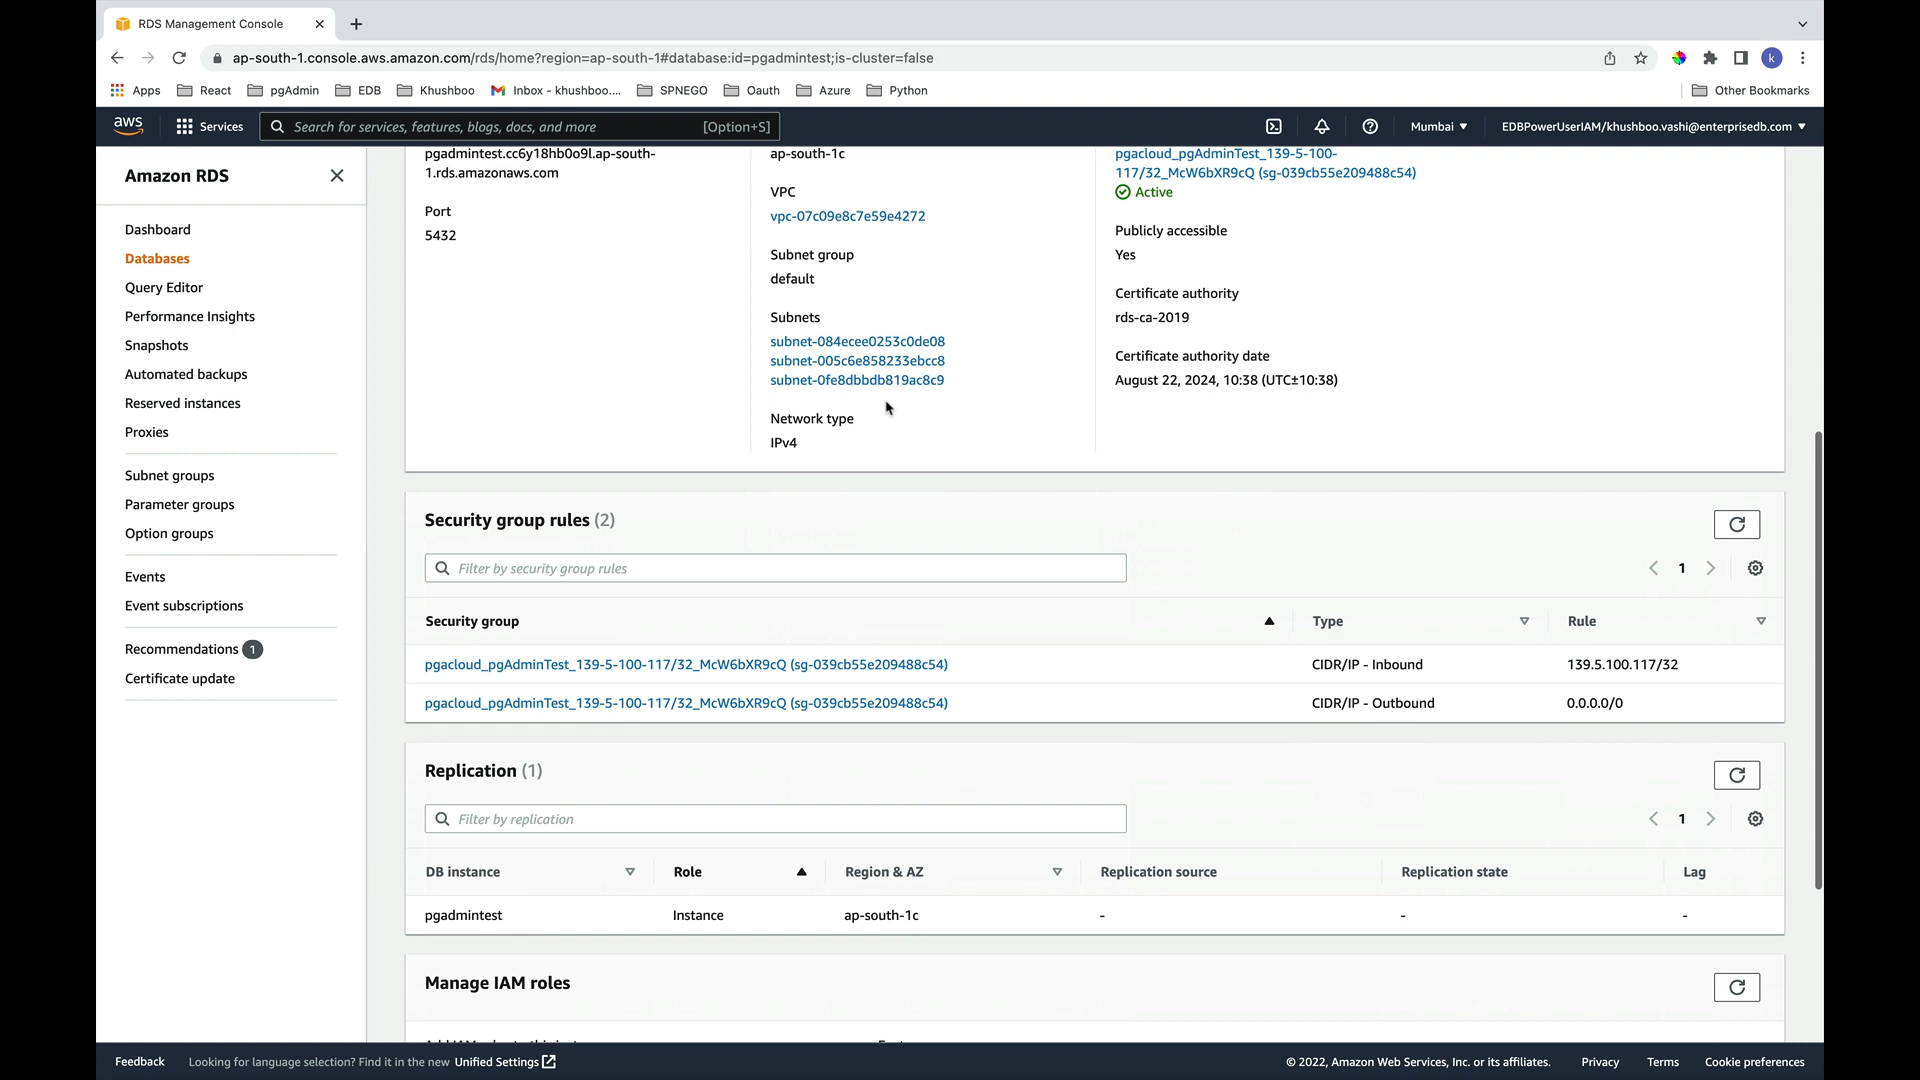 RDS Management Console
ap-south-1.console.aws.amazon.com/rds/home?region=ap-south-1#database:id=pgadmintest;is-cluster=false
k
Apps React pgAdmin EDB Khushboo Inbox - khushboo.... SPNEGO Oauth Azure Python Other Bookmarks
aws Services Search for services, features, blogs, docs, and more [Option+S] Mumbai EDBPowerUserIAM/khushboo.vashi@enterprisedb.com
Amazon RDS
Dashboard
Databases
Query Editor
Performance Insights
Snapshots
Automated backups
Reserved instances
Proxies
Subnet groups
Parameter groups
Option groups
Events
Event subscriptions
Recommendations 1
Certificate update
pgadmintest.cc6y18hb0o9l.ap-south-
1.rds.amazonaws.com
Port
5432
ap-south-1c
VPC
vpc-07c09e8c7e59e4272
Subnet group
default
Subnets
subnet-084ecee0253c0de08
subnet-005c6e858233ebcc8
subnet-0fe8dbbdb819ac8c9
Network type
IPv4
pgacloud_pgAdminTest_139-5-100-
117/32_McW6bXR9cQ (sg-039cb55e209488c54)
Active
Publicly accessible
Yes
Certificate authority
rds-ca-2019
Certificate authority date
August 22, 2024, 10:38 (UTC±10:38)
Security group rules (2)
Filter by security group rules
1
Security group Type Rule
pgacloud_pgAdminTest_139-5-100-117/32_McW6bXR9cQ (sg-039cb55e209488c54) CIDR/IP - Inbound 139.5.100.117/32
pgacloud_pgAdminTest_139-5-100-117/32_McW6bXR9cQ (sg-039cb55e209488c54) CIDR/IP - Outbound 0.0.0.0/0
Replication (1)
Filter by replication
1
DB instance Role Region & AZ Replication source Replication state Lag
pgadmintest Instance ap-south-1c - - -
Manage IAM roles
Feedback Looking for language selection? Find it in the new Unified Settings © 2022, Amazon Web Services, Inc. or its affiliates. Privacy Terms Cookie preferences